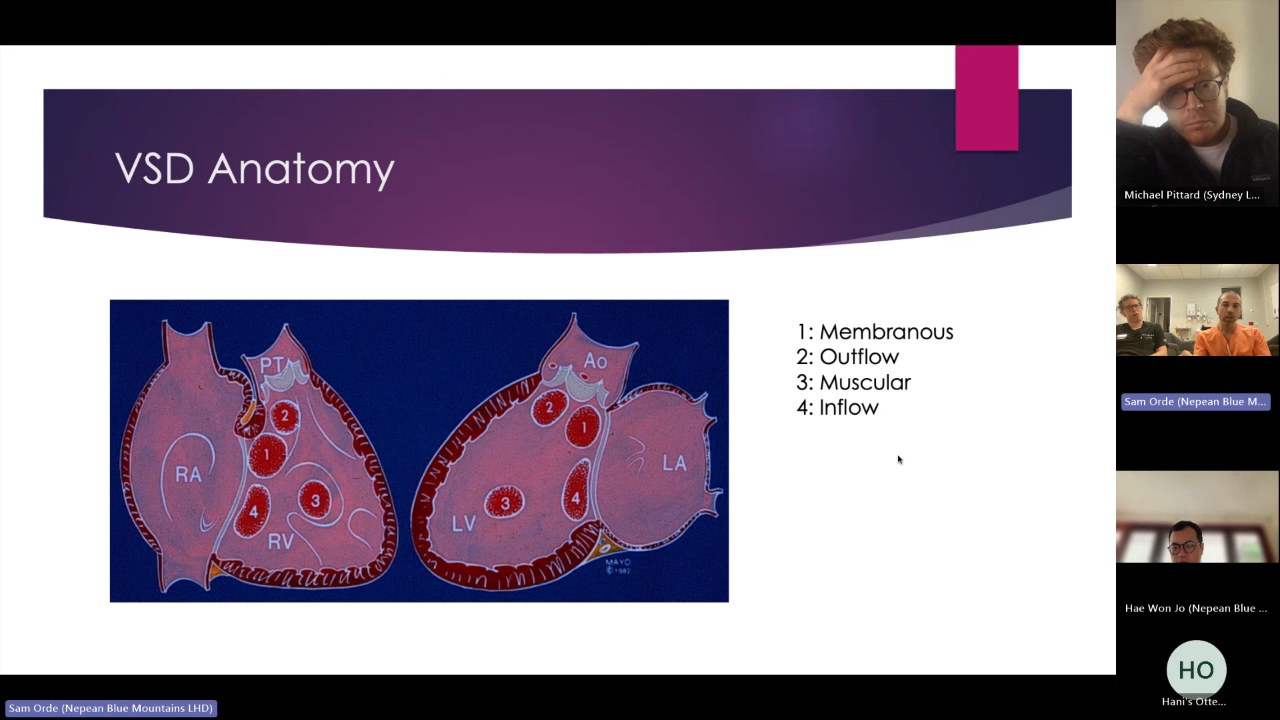 VSD Anatomy
1: Membranous
2: Outflow
3: Muscular
4: Inflow
PT
2
1
RA
3
4
RV
Ao
2
1
LA
3
4
LV
MAYO
©1982
Michael Pittard (Sydney L...
Sam Orde (Nepean Blue M...
Hae Won Jo (Nepean Blue ...
HO
Hani's Otte...
Sam Orde (Nepean Blue Mountains LHD)